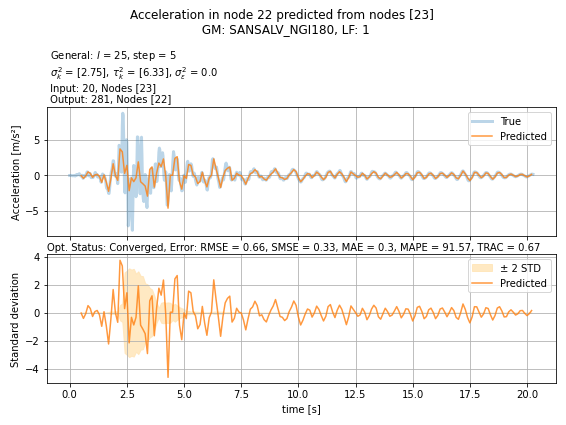 Acceleration in node 22 predicted from nodes [23]
GM: SANSALV_NGI180, LF: 1
General: l = 25, step = 5
σ²ₖ = [2.75], τ²ₖ = [6.33], σ²ε = 0.0
Input: 20, Nodes [23]
Output: 281, Nodes [22]
Acceleration [m/s²]
5
0
−5
True
Predicted
Opt. Status: Converged, Error: RMSE = 0.66, SMSE = 0.33, MAE = 0.3, MAPE = 91.57, TRAC = 0.67
Standard deviation
4
2
0
−2
−4
± 2 STD
Predicted
0.0 2.5 5.0 7.5 10.0 12.5 15.0 17.5 20.0
time [s]